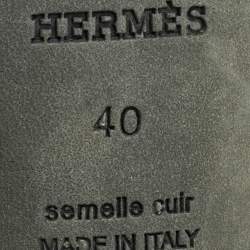 HERMÈS
40
semelle cuir
MADE IN ITALY